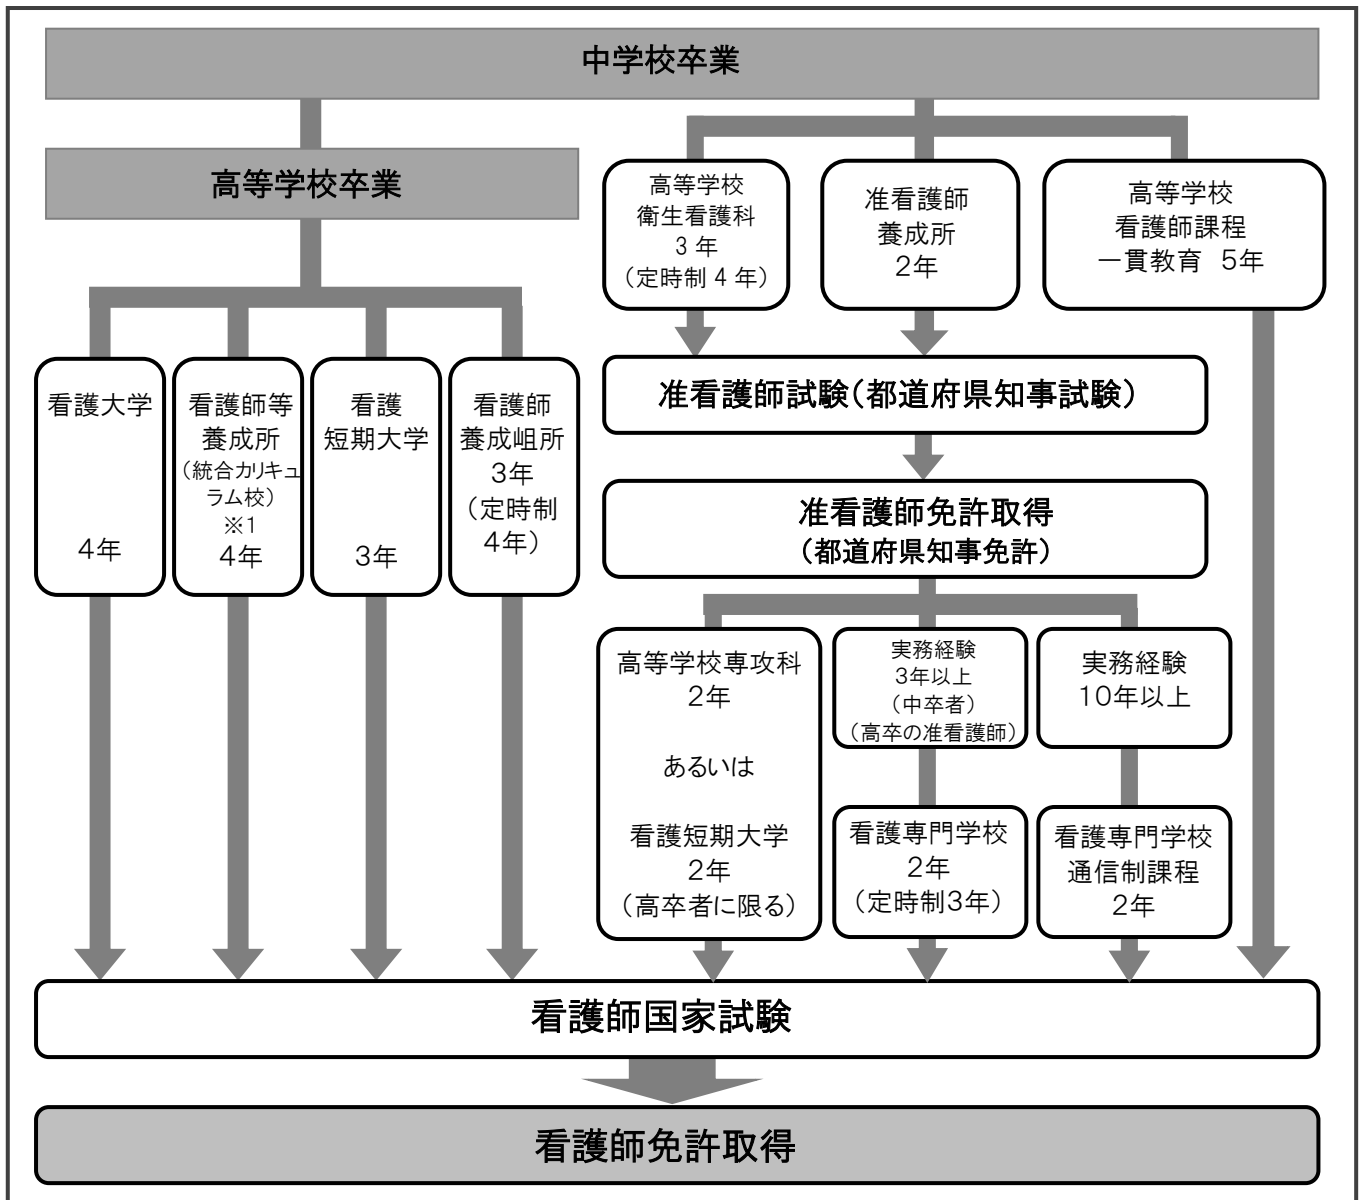 中学校卒業
高等学校卒業
高等学校
衛生看護科
3 年
（定時制 4 年）
准看護師
養成所
２年
高等学校
看護師課程
一貫教育　５年
看護大学
４年
看護師等
養成所
（統合カリキュ
ラム校）
※1
４年
看護
短期大学
３年
看護師
養成岨所
３年
（定時制
４年）
准看護師試験（都道府県知事試験）
准看護師免許取得
（都道府県知事免許）
高等学校専攻科
２年
あるいは
看護短期大学
２年
（高卒者に限る）
実務経験
３年以上
（中卒者）
（高卒の准看護師）
看護専門学校
２年
（定時制３年）
実務経験
１０年以上
看護専門学校
通信制課程
２年
看護師国家試験
看護師免許取得